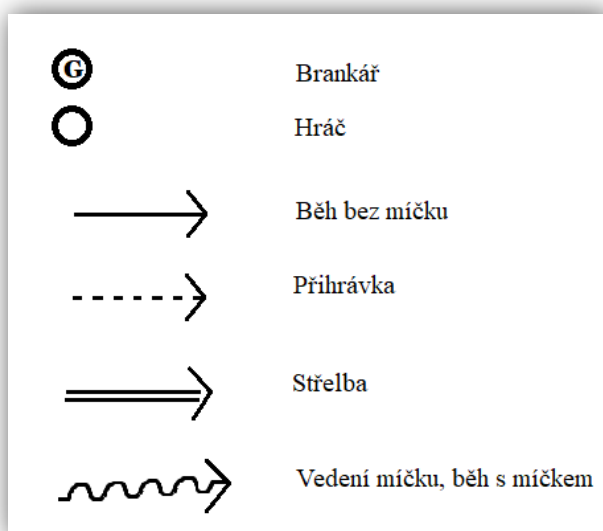 G Brankář
Hráč
Běh bez míčku
Přihrávka
Střelba
Vedení míčku, běh s míčkem